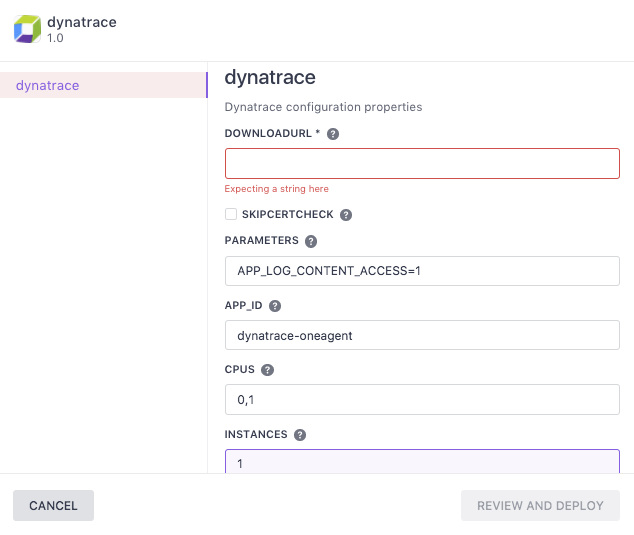 dynatrace
1.0
dynatrace
dynatrace
Dynatrace configuration properties
DOWNLOADURL * ?
Expecting a string here
SKIPCERTCHECK ?
PARAMETERS ?
APP_LOG_CONTENT_ACCESS=1
APP_ID ?
dynatrace-oneagent
CPUS ?
0,1
INSTANCES ?
1
CANCEL
REVIEW AND DEPLOY